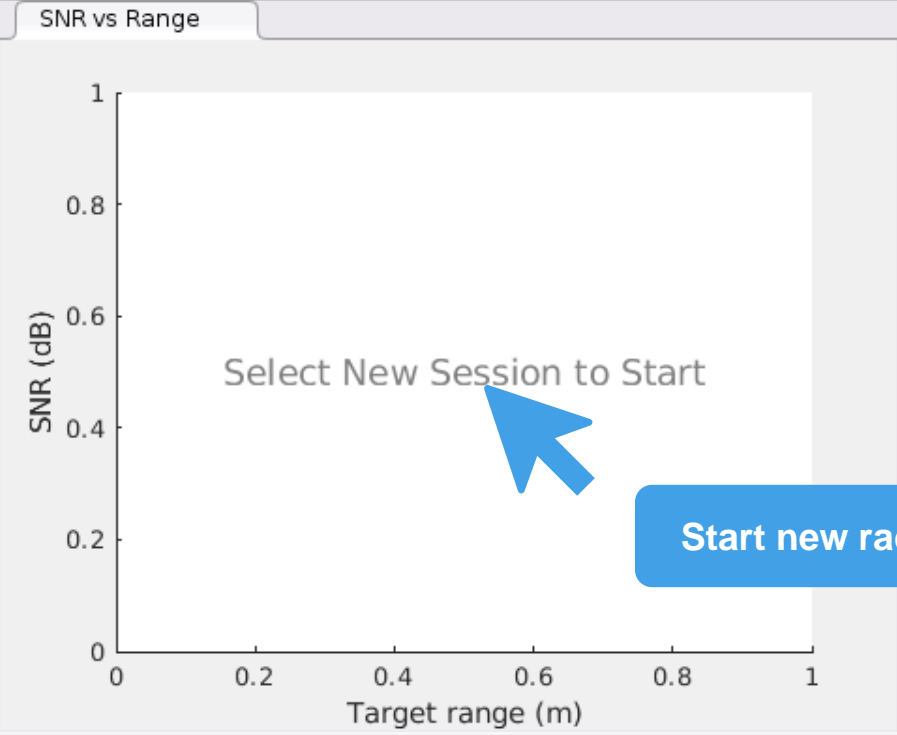 SNR vs Range
1
0.8
0.6
0.4
0.2
0
SNR (dB)
Select New Session to Start
Start new
0 0.2 0.4 0.6 0.8 1
Target range (m)